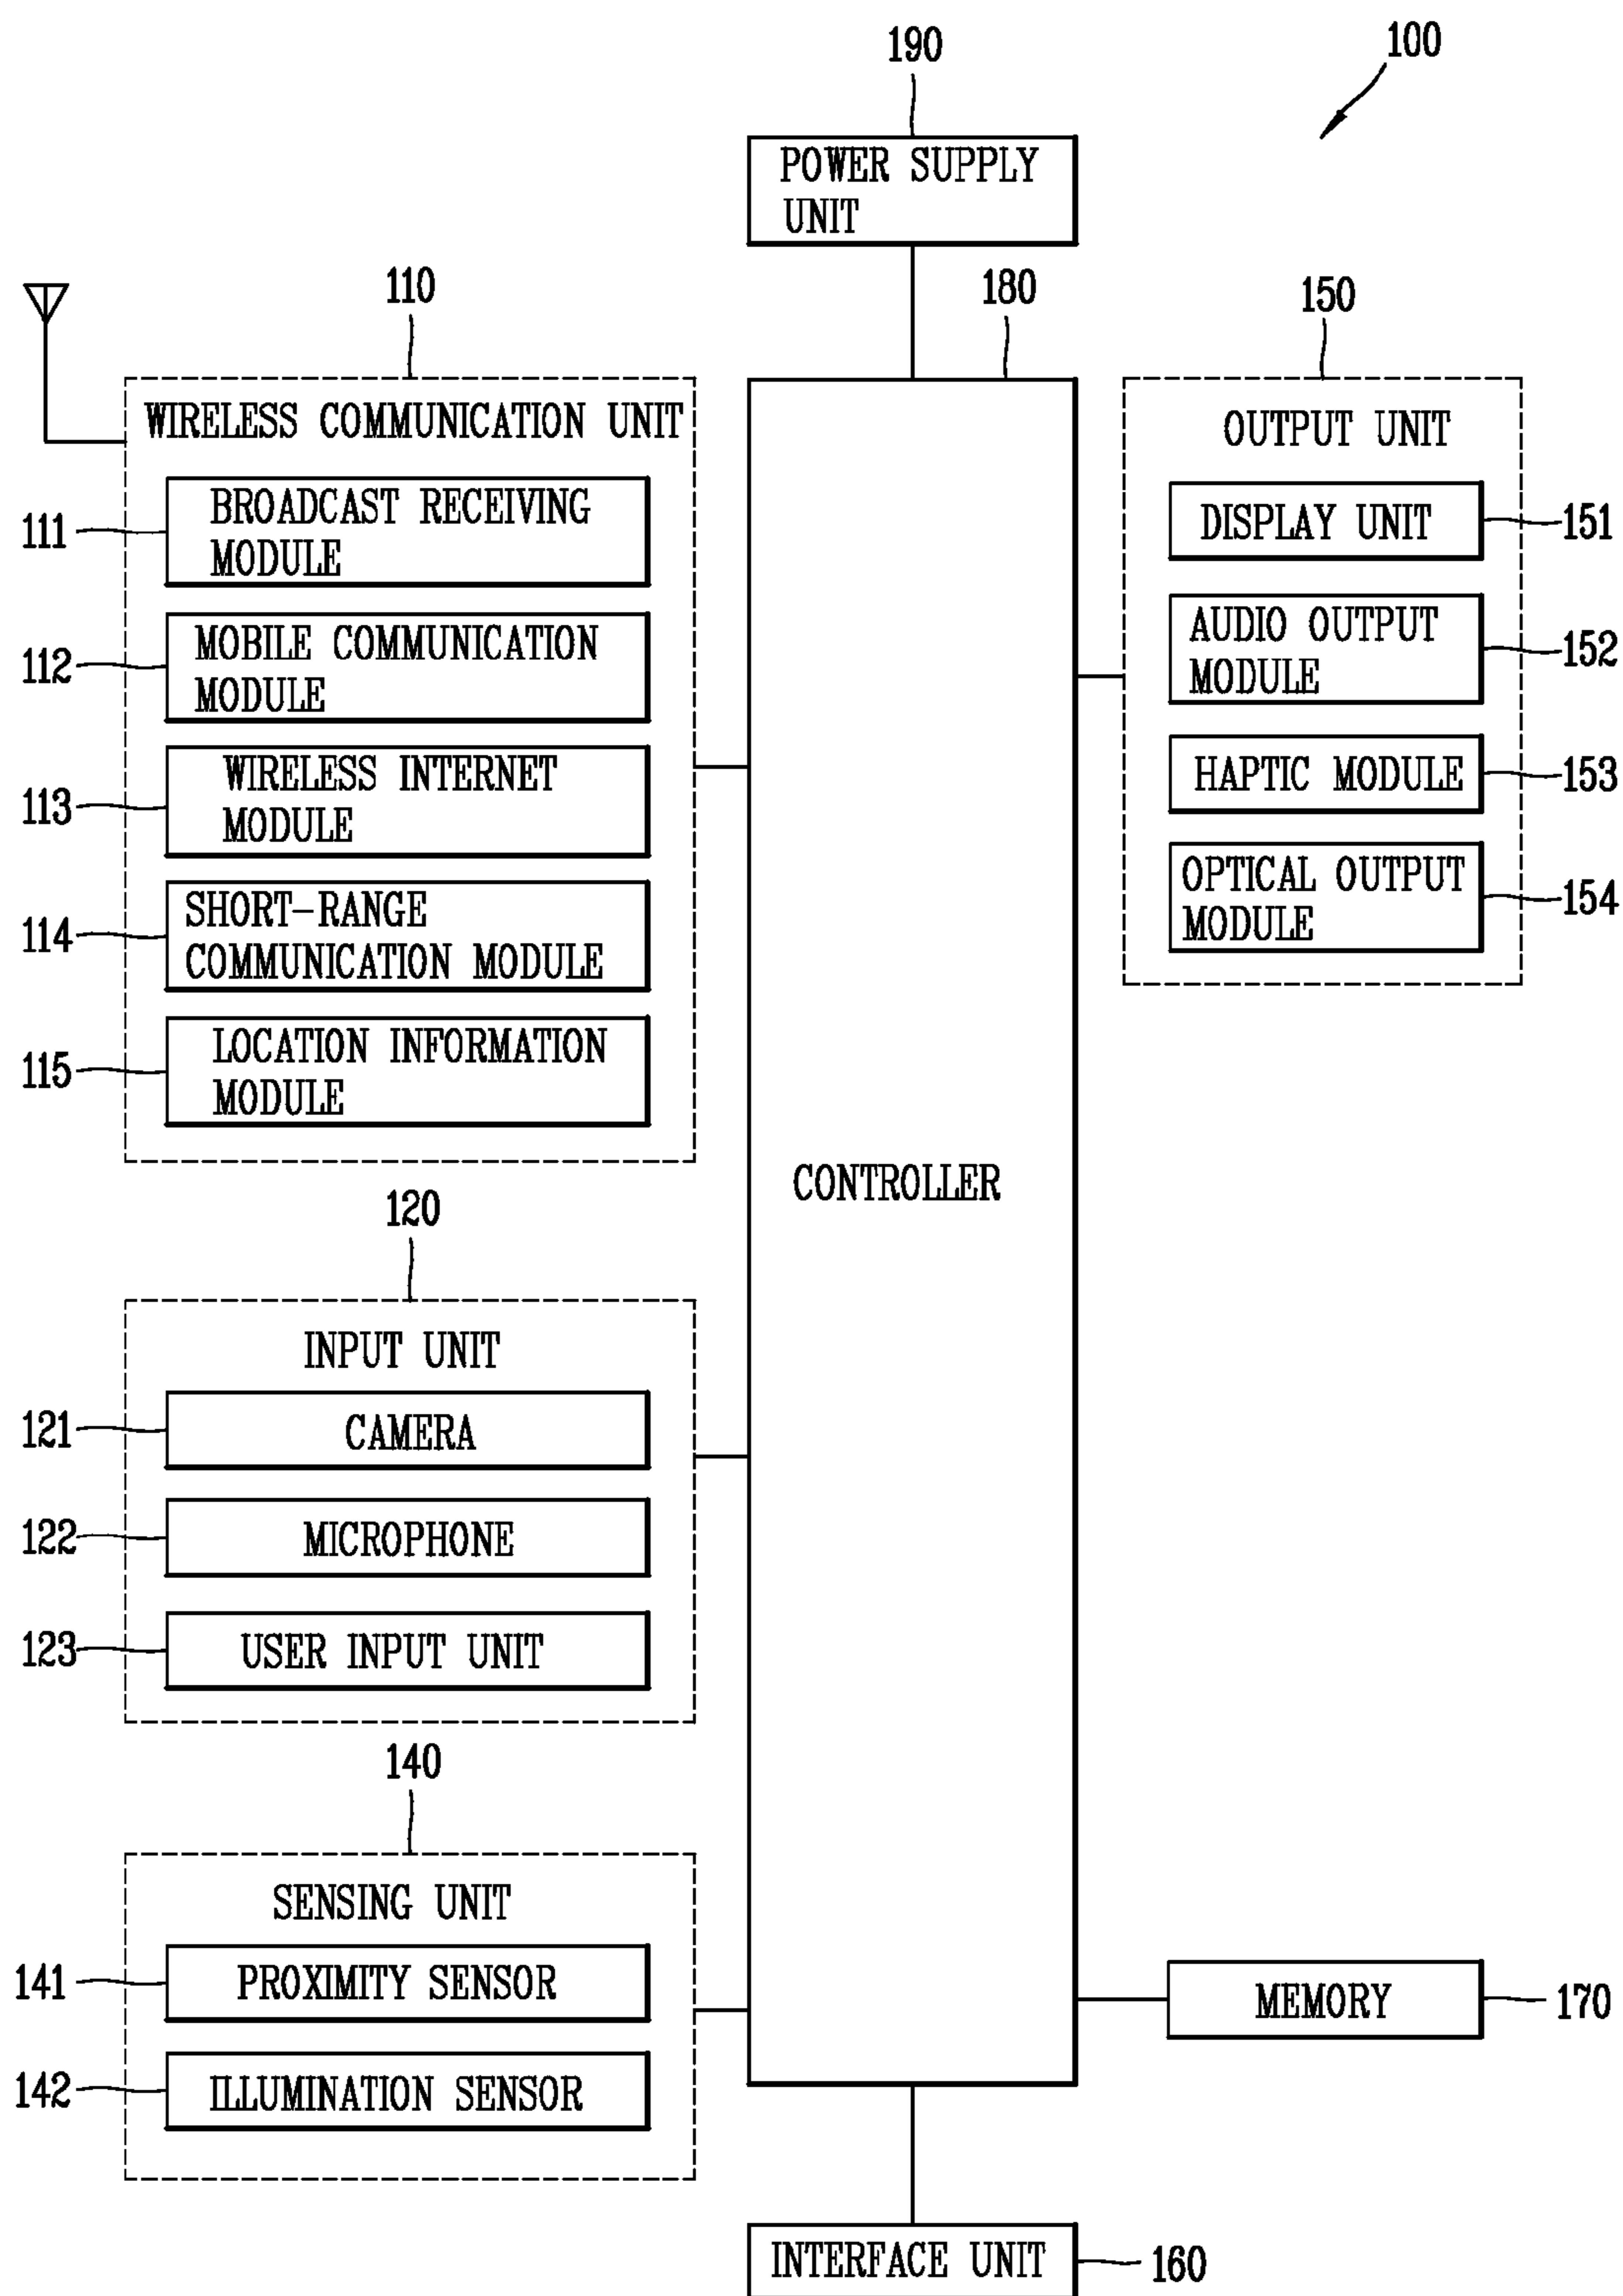 190
100
POWER SUPPLY
UNIT
110
180
150
WIRELESS COMMUNICATION UNIT
111
BROADCAST RECEIVING
MODULE
112
MOBILE COMMUNICATION
MODULE
113
WIRELESS INTERNET
MODULE
114
SHORT-RANGE
COMMUNICATION MODULE
115
LOCATION INFORMATION
MODULE
OUTPUT UNIT
DISPLAY UNIT
151
AUDIO OUTPUT
MODULE
152
HAPTIC MODULE
153
OPTICAL OUTPUT
MODULE
154
CONTROLLER
120
INPUT UNIT
121
CAMERA
122
MICROPHONE
123
USER INPUT UNIT
140
SENSING UNIT
141
PROXIMITY SENSOR
142
ILLUMINATION SENSOR
MEMORY
170
INTERFACE UNIT
160